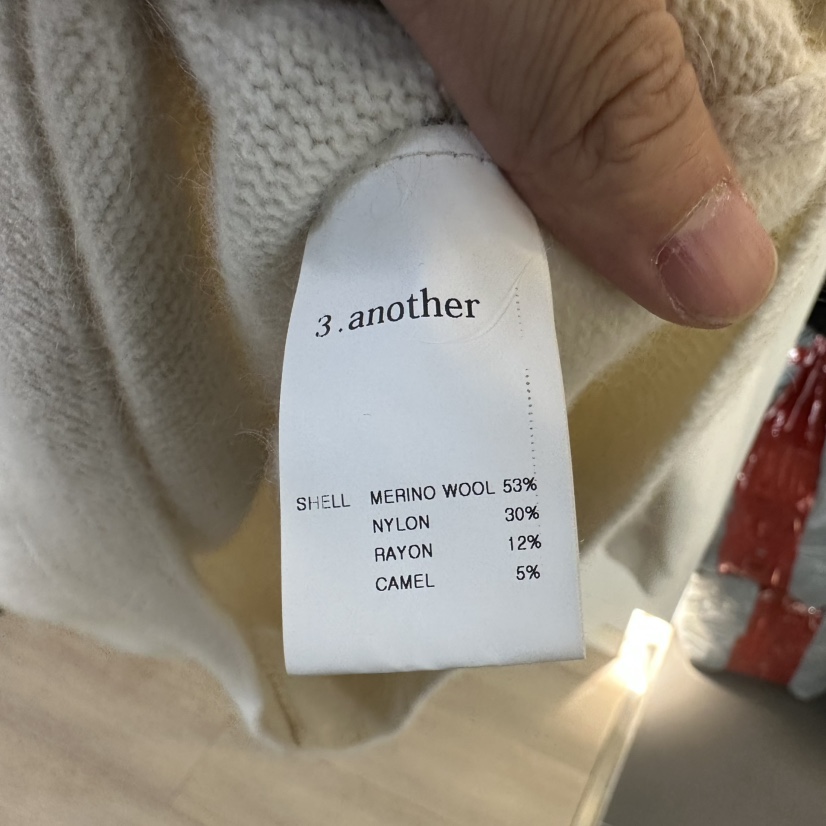 3.another
SHELL MERINO WOOL 53%
NYLON 30%
RAYON 12%
CAMEL 5%